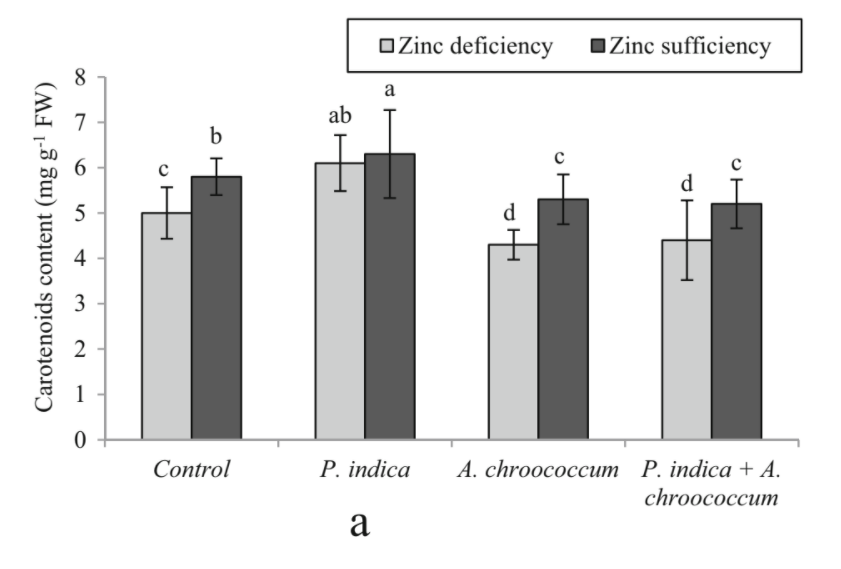 Zinc deficiency Zinc sufficiency
Carotenoids content (mg g⁻¹ FW)
8
7
6
5
4
3
2
1
0
c b ab a d c d c
Control P. indica A. chroococcum P. indica + A.
chroococcum
a